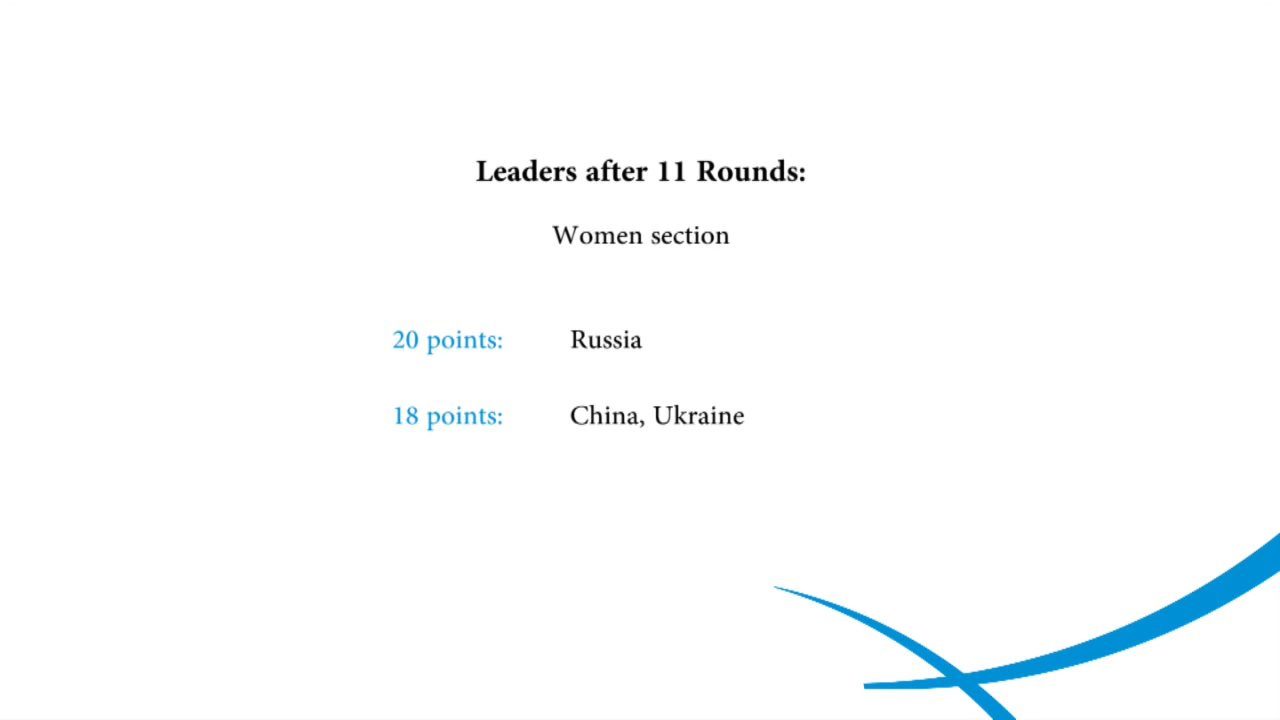 Leaders after 11 Rounds:
Women section
20 points: Russia
18 points: China, Ukraine